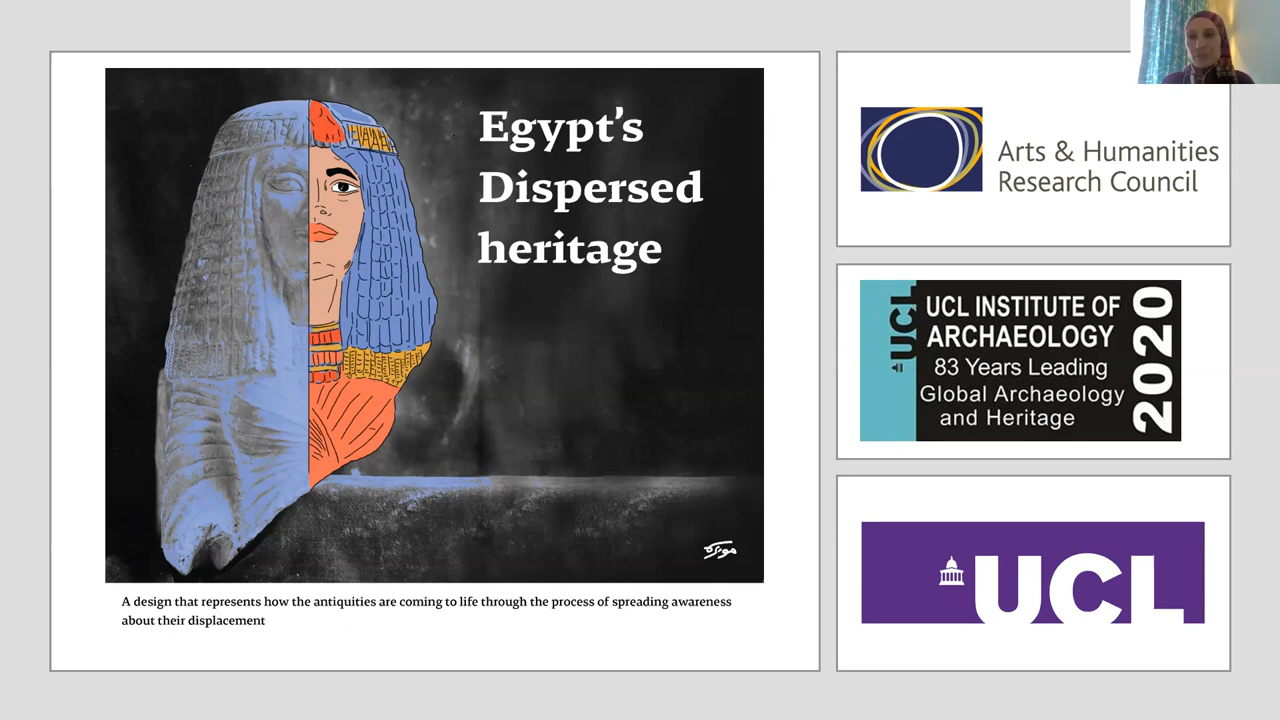 Egypt's
Dispersed
heritage
A design that represents how the antiquities are coming to life through the process of spreading awareness
about their displacement
Arts & Humanities
Research Council
UCL
UCL INSTITUTE OF
ARCHAEOLOGY
83 Years Leading
Global Archaeology
and Heritage
2020
UCL